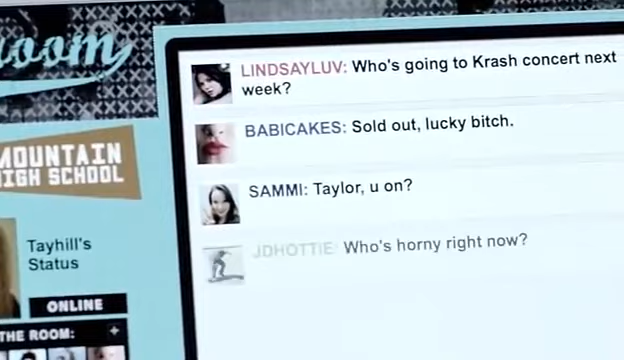 oom
LINDSAYLUV: Who's going to Krash concert next
week?
BABICAKES: Sold out, lucky bitch.
MOUNTAIN
HIGH SCHOOL
SAMMI: Taylor, u on?
Tayhill's
Status
JDHOTTIE: Who's horny right now?
ONLINE
THE ROOM: +